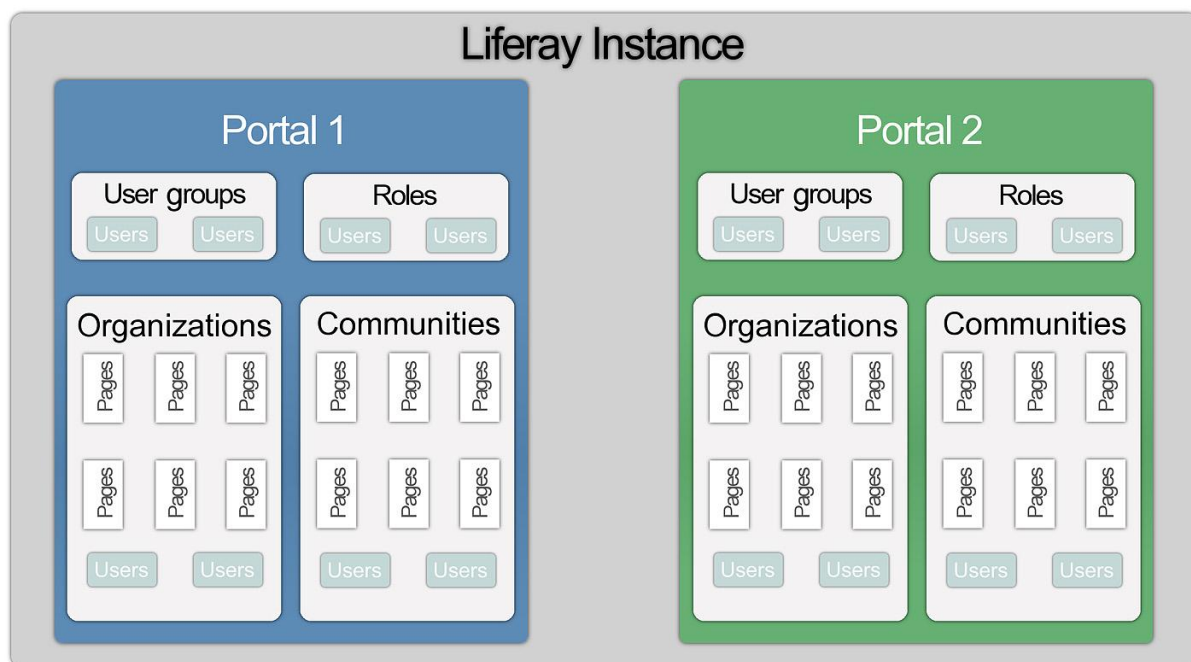 Liferay Instance
Portal 1
User groups
Users Users
Roles
Users Users
Organizations
Pages Pages Pages
Pages Pages Pages
Users Users
Communities
Pages Pages Pages
Pages Pages Pages
Users Users
Portal 2
User groups
Users Users
Roles
Users Users
Organizations
Pages Pages Pages
Pages Pages Pages
Users Users
Communities
Pages Pages Pages
Pages Pages Pages
Users Users